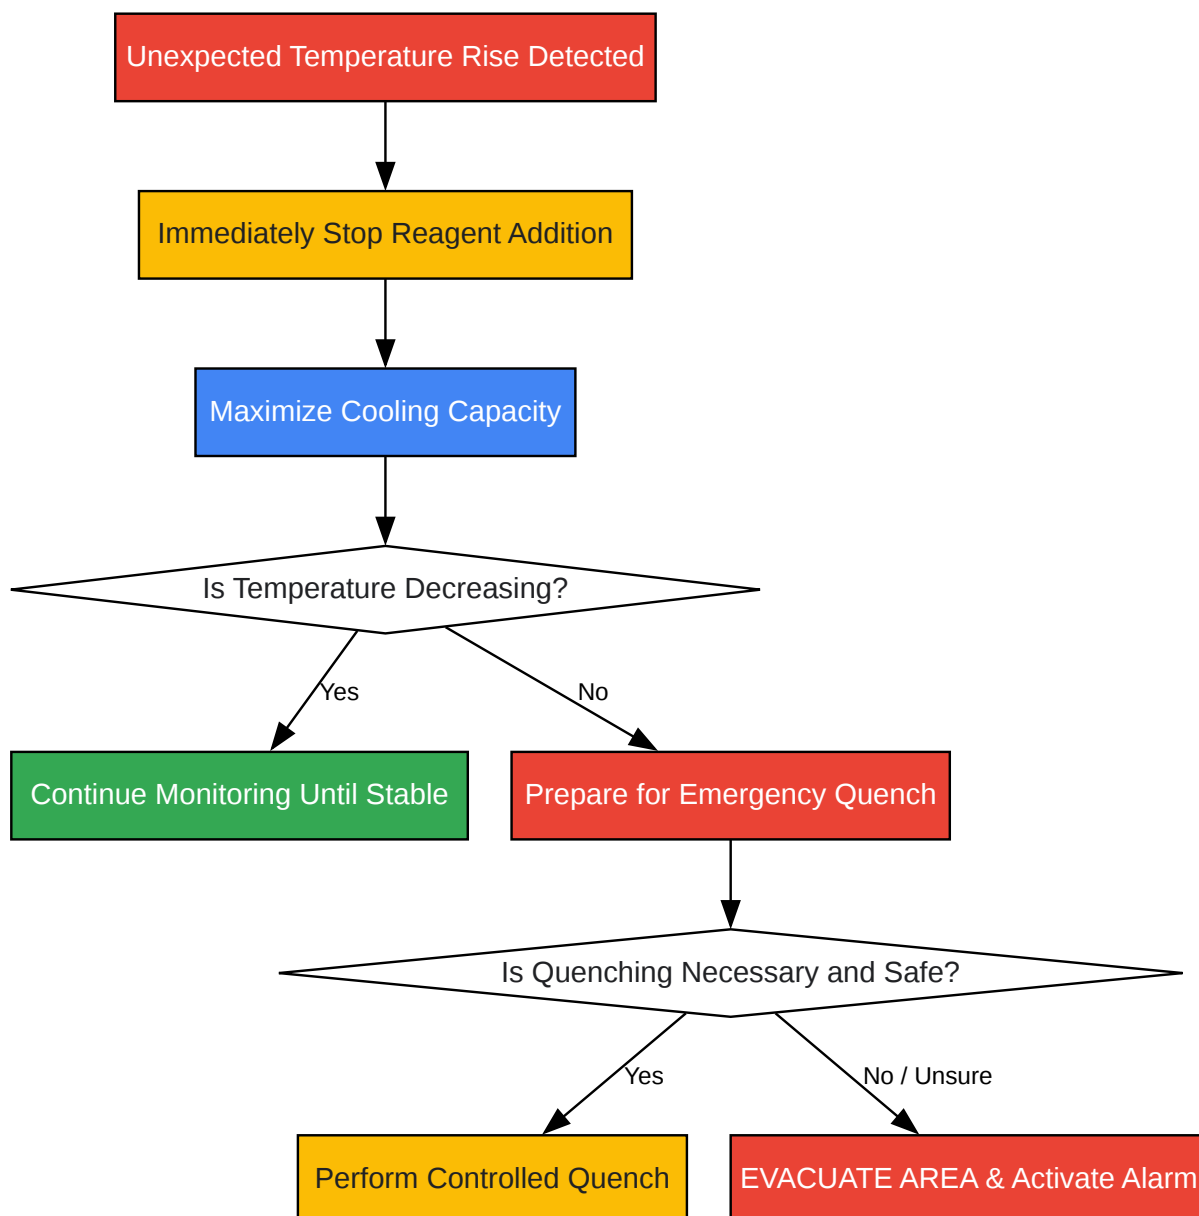 Unexpected Temperature Rise Detected
Immediately Stop Reagent Addition
Maximize Cooling Capacity
Is Temperature Decreasing?
Yes
No
Continue Monitoring Until Stable
Prepare for Emergency Quench
Is Quenching Necessary and Safe?
Yes
No / Unsure
Perform Controlled Quench
EVACUATE AREA & Activate Alarm